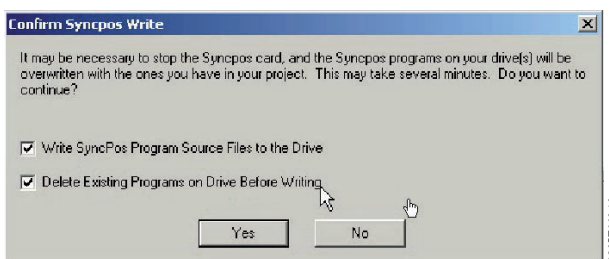 Confirm Syncpos Write
It may be necessary to stop the Syncpos card, and the Syncpos programs on your drive(s) will be
overwritten with the ones you have in your project. This may take several minutes. Do you want to
continue?
Write SyncPos Program Source Files to the Drive
Delete Existing Programs on Drive Before Writing
Yes No